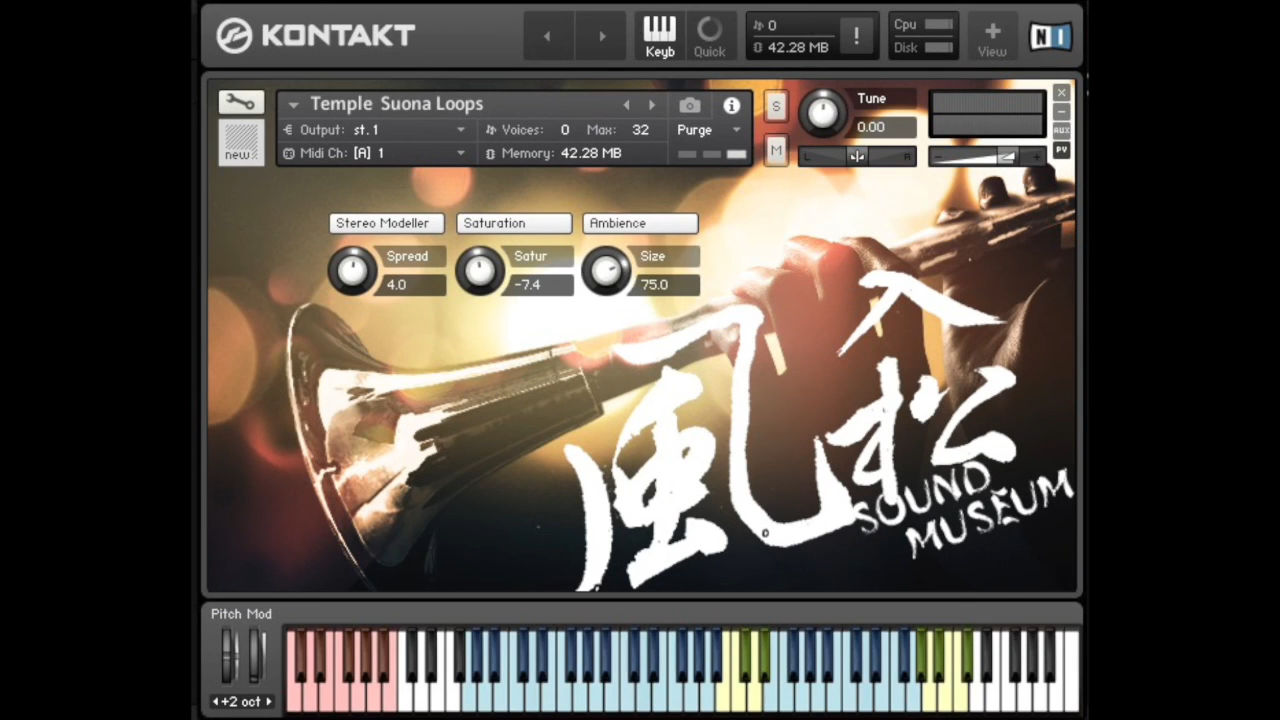 KONTAKT
Keyb
Quick
0
42.28 MB
!
Cpu
Disk
View
NI
Temple Suona Loops
Output: st.1
Voices: 0 Max: 32
Purge
Midi Ch: [A] 1
Memory: 42.28 MB
new
S
M
Tune
0.00
L R
AUX
PV
Stereo Modeller
Saturation
Ambience
Spread
4.0
Satur
-7.4
Size
75.0
風入松
SOUND
MUSEUM
Pitch Mod
+2 oct